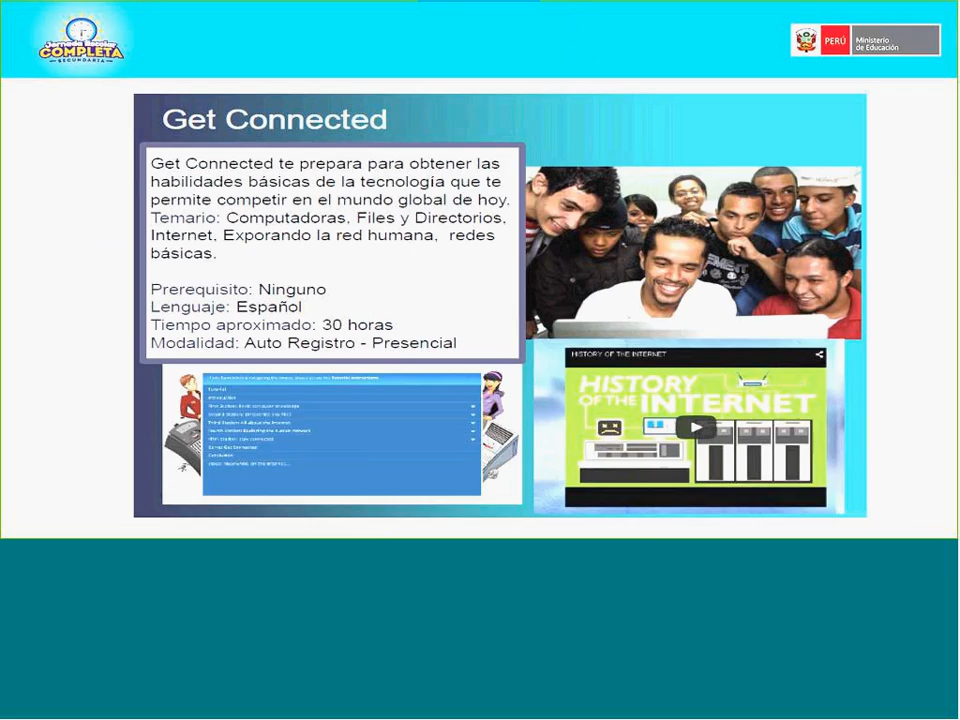 Jornada Escolar
COMPLETA
SECUNDARIA
PERÚ
Ministerio
de Educación
Get Connected
Get Connected te prepara para obtener las
habilidades básicas de la tecnología que te
permite competir en el mundo global de hoy.
Temario: Computadoras, Files y Directorios,
Internet, Exporando la red humana, redes
básicas.
Prerequisito: Ninguno
Lenguaje: Español
Tiempo aproximado: 30 horas
Modalidad: Auto Registro - Presencial
Tutorial
Introduction
Conclusion
HISTORY OF THE INTERNET
HISTORY
OF THE INTERNET